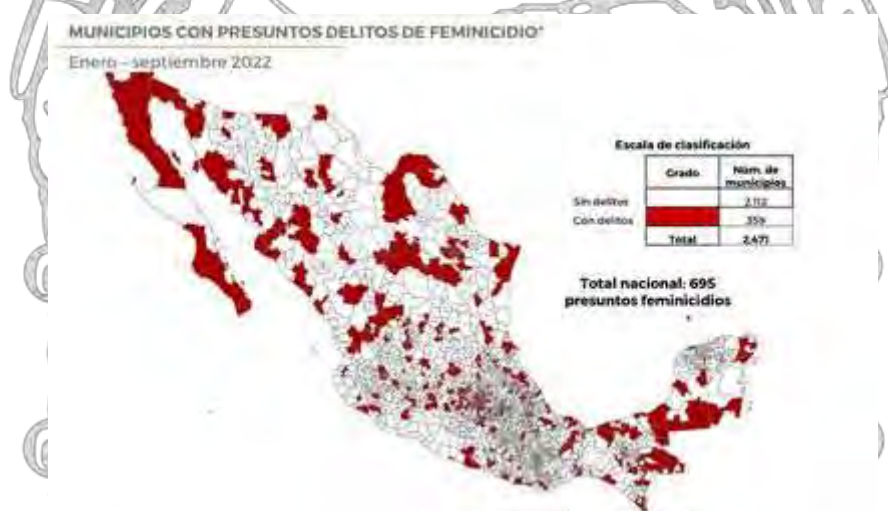 MUNICIPIOS CON PRESUNTOS DELITOS DE FEMINICIDIO*
Enero - septiembre 2022
Escala de clasificación
Grado Núm. de municipios
Sin delitos 2,112
Con delitos 359
Total 2,471
Total nacional: 695
presuntos feminicidios